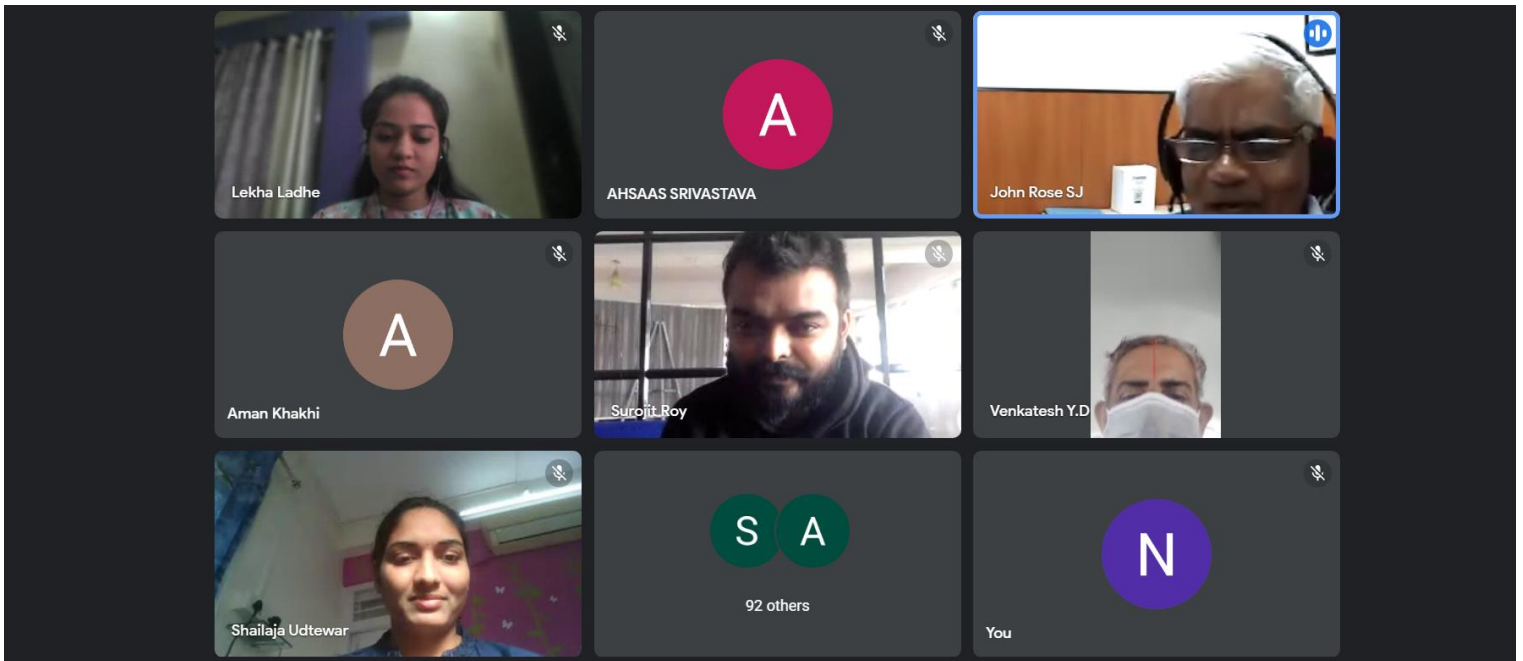 Lekha Ladhe
A
AHSAAS SRIVASTAVA
John Rose SJ
A
Aman Khakhi
Surojit Roy
Venkatesh Y.D
Shailaja Udtewar
S A
92 others
N
You